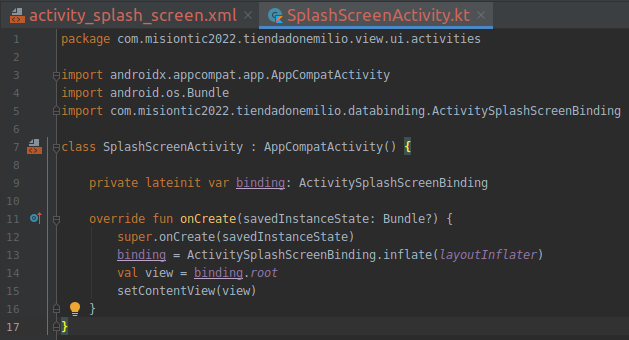 activity_splash_screen.xml × SplashScreenActivity.kt ×
1 package com.misiontic2022.tiendadonemilio.view.ui.activities
2
3 import androidx.appcompat.app.AppCompatActivity
4 import android.os.Bundle
5 import com.misiontic2022.tiendadonemilio.databinding.ActivitySplashScreenBinding
6
7 class SplashScreenActivity : AppCompatActivity() {
8
9 private lateinit var binding: ActivitySplashScreenBinding
10
11 override fun onCreate(savedInstanceState: Bundle?) {
12 super.onCreate(savedInstanceState)
13 binding = ActivitySplashScreenBinding.inflate(layoutInflater)
14 val view = binding.root
15 setContentView(view)
16 }
17 }